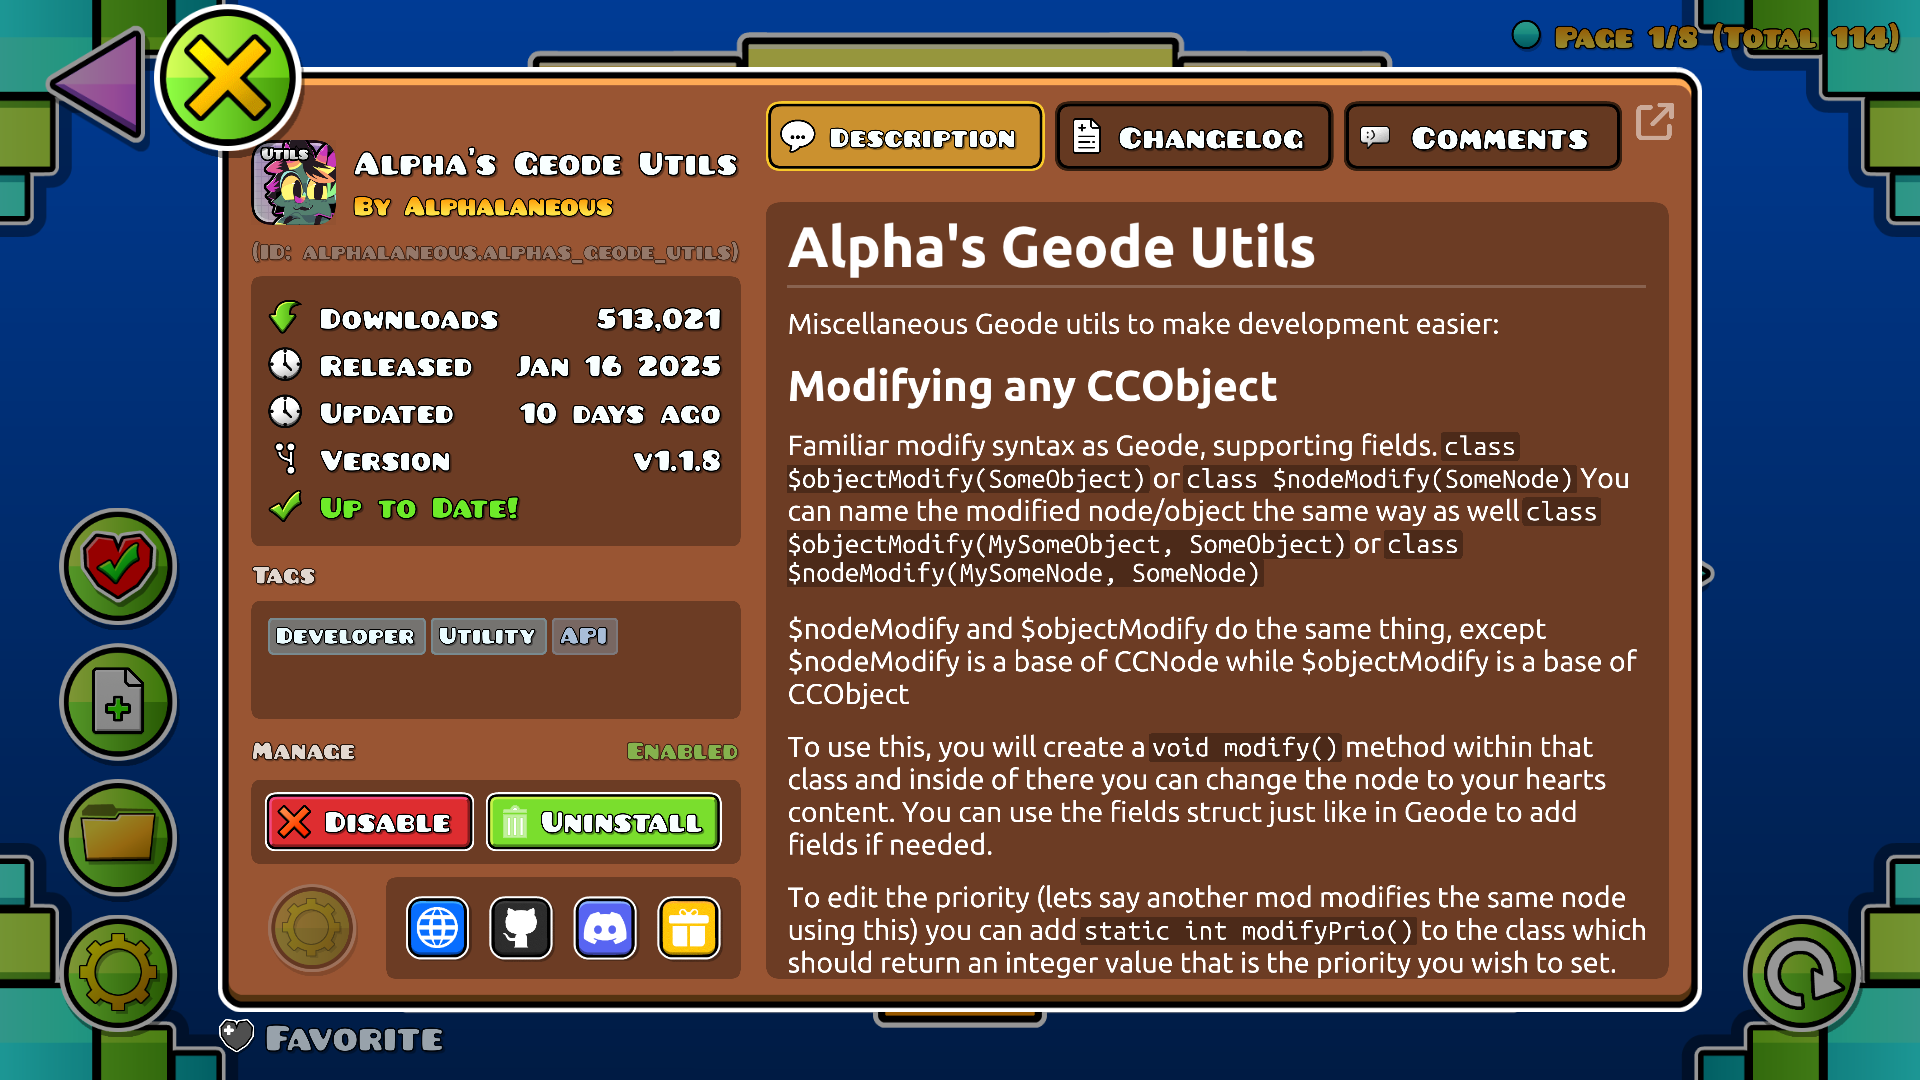 Page 1/8 (Total 114)
Utils
Alpha's Geode Utils
By Alphalaneous
(ID: alphalaneous.alphas_geode_utils)
Downloads 513,021
Released Jan 16 2025
Updated 10 days ago
Version v1.1.8
Up to Date!
Tags
Developer Utility API
Manage Enabled
Disable Uninstall
Favorite
Description Changelog Comments
Alpha's Geode Utils
Miscellaneous Geode utils to make development easier:
Modifying any CCObject
Familiar modify syntax as Geode, supporting fields. class
$objectModify(SomeObject) or class $nodeModify(SomeNode) You
can name the modified node/object the same way as well class
$objectModify(MySomeObject, SomeObject) or class
$nodeModify(MySomeNode, SomeNode)
$nodeModify and $objectModify do the same thing, except
$nodeModify is a base of CCNode while $objectModify is a base of
CCObject
To use this, you will create a void modify() method within that
class and inside of there you can change the node to your hearts
content. You can use the fields struct just like in Geode to add
fields if needed.
To edit the priority (lets say another mod modifies the same node
using this) you can add static int modifyPrio() to the class which
should return an integer value that is the priority you wish to set.